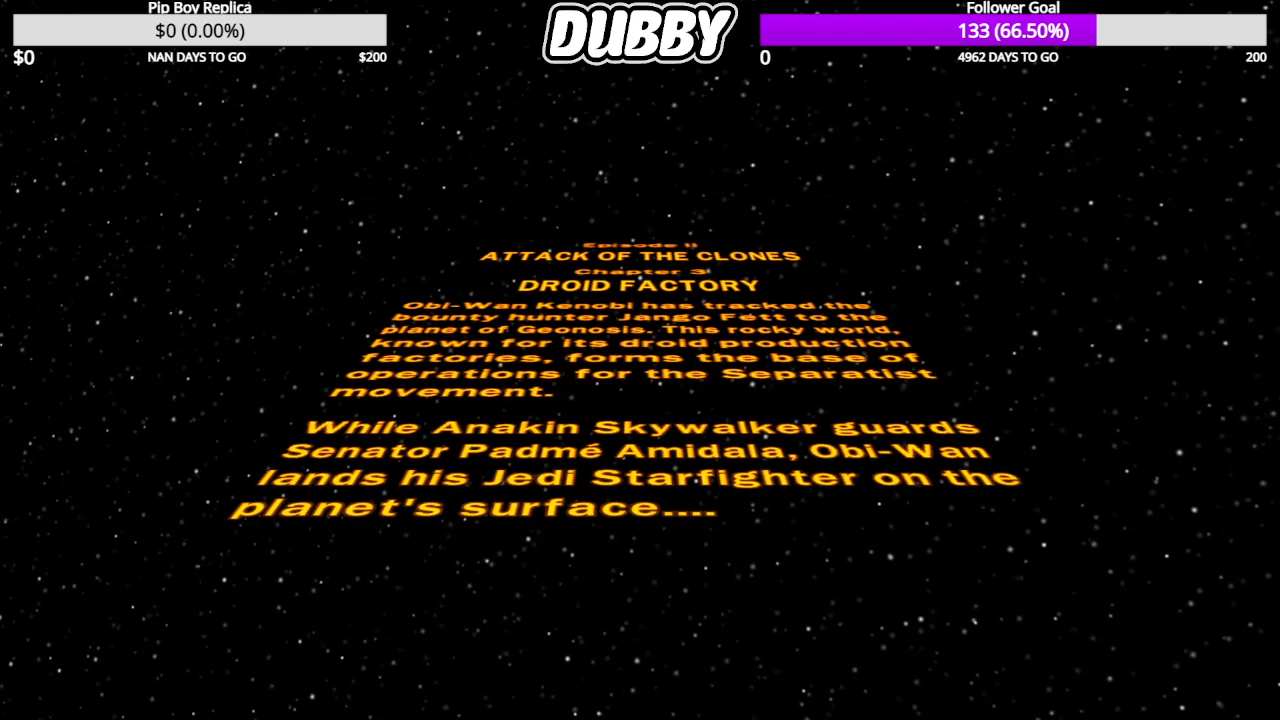 Pip Boy Replica
$0 (0.00%)
$0
NAN DAYS TO GO
$200
DUBBY
Follower Goal
133 (66.50%)
0
4962 DAYS TO GO
200
Episode II
ATTACK OF THE CLONES
Chapter 3
DROID FACTORY
Obi-Wan Kenobi has tracked the
bounty hunter Jango Fett to the
planet of Geonosis. This rocky world,
known for its droid production
factories, forms the base of
operations for the Separatist
movement.
While Anakin Skywalker guards
Senator Padmé Amidala, Obi-Wan
lands his Jedi Starfighter on the
planet's surface....